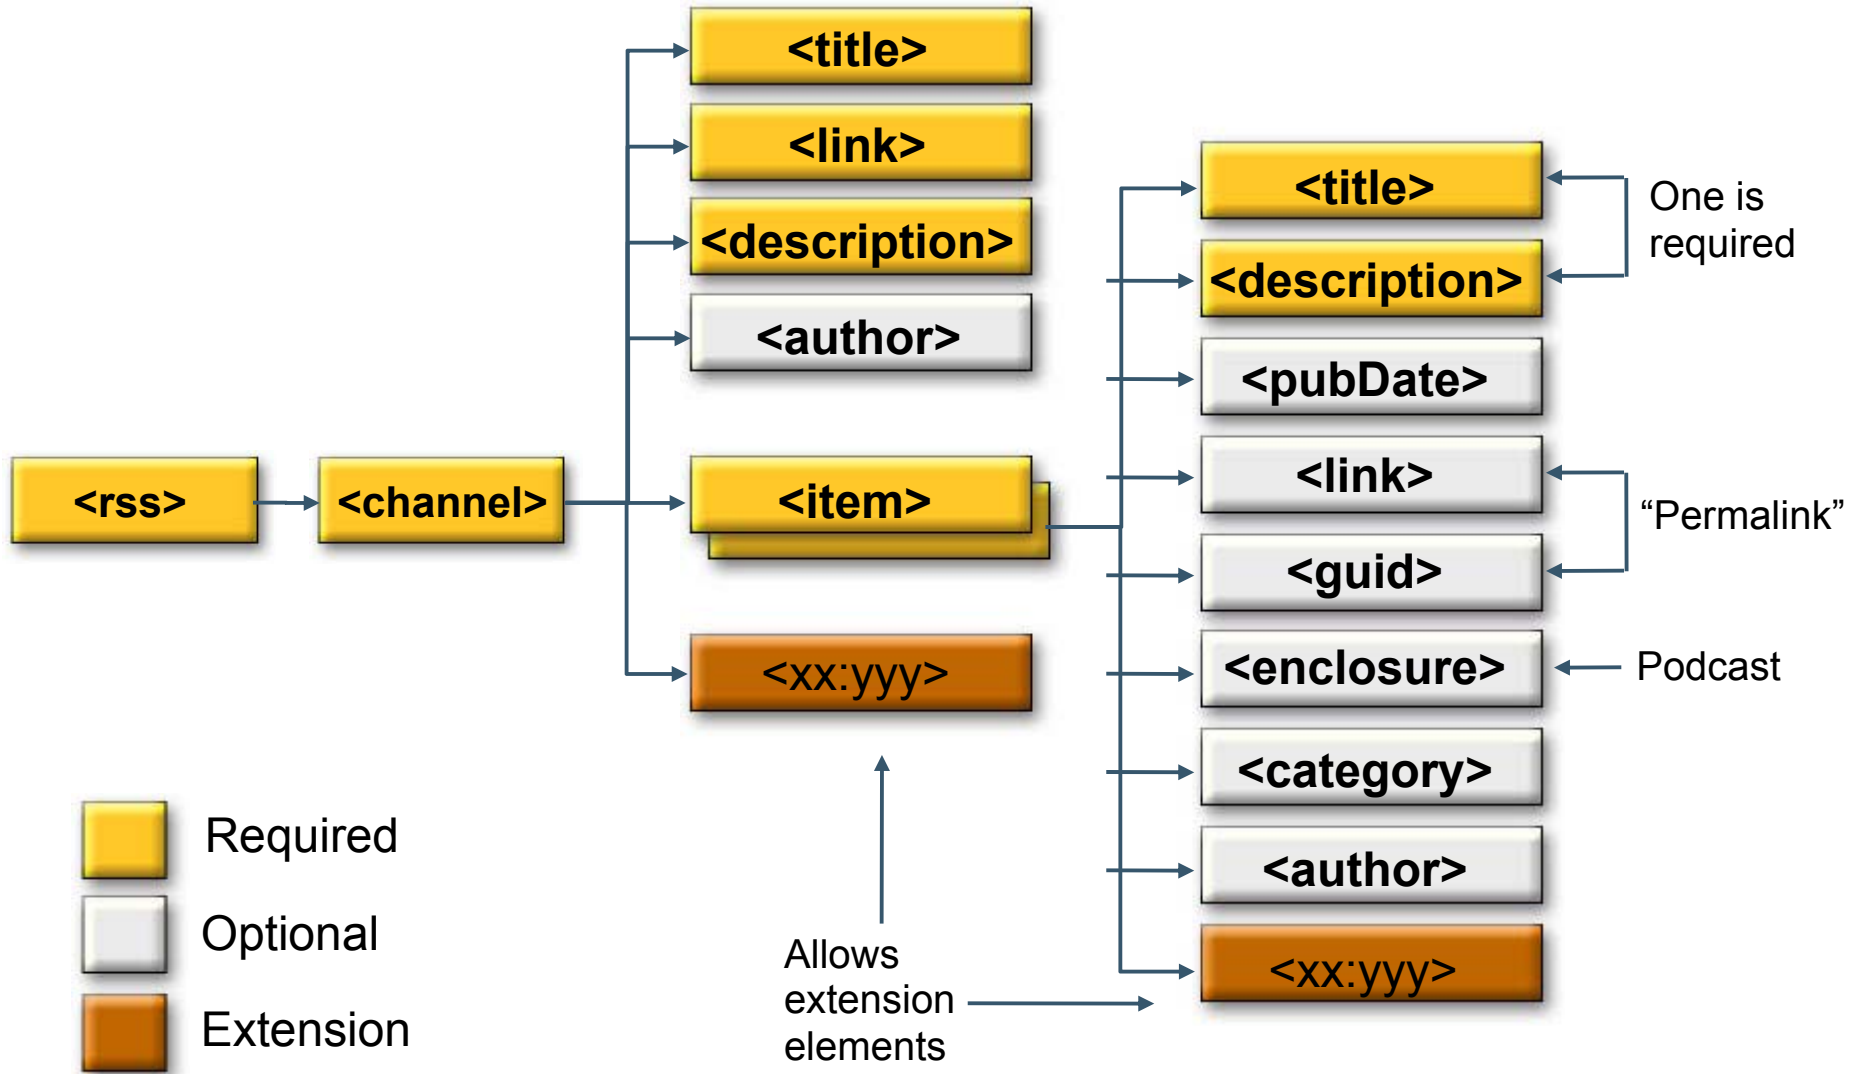 <rss>
<channel>
<title>
<link>
<description>
<author>
<item>
<xx:yyy>
<title>
<description>
<pubDate>
<link>
<guid>
<enclosure>
<category>
<author>
<xx:yyy>
One is
required
“Permalink”
Podcast
Allows
extension
elements
Required
Optional
Extension